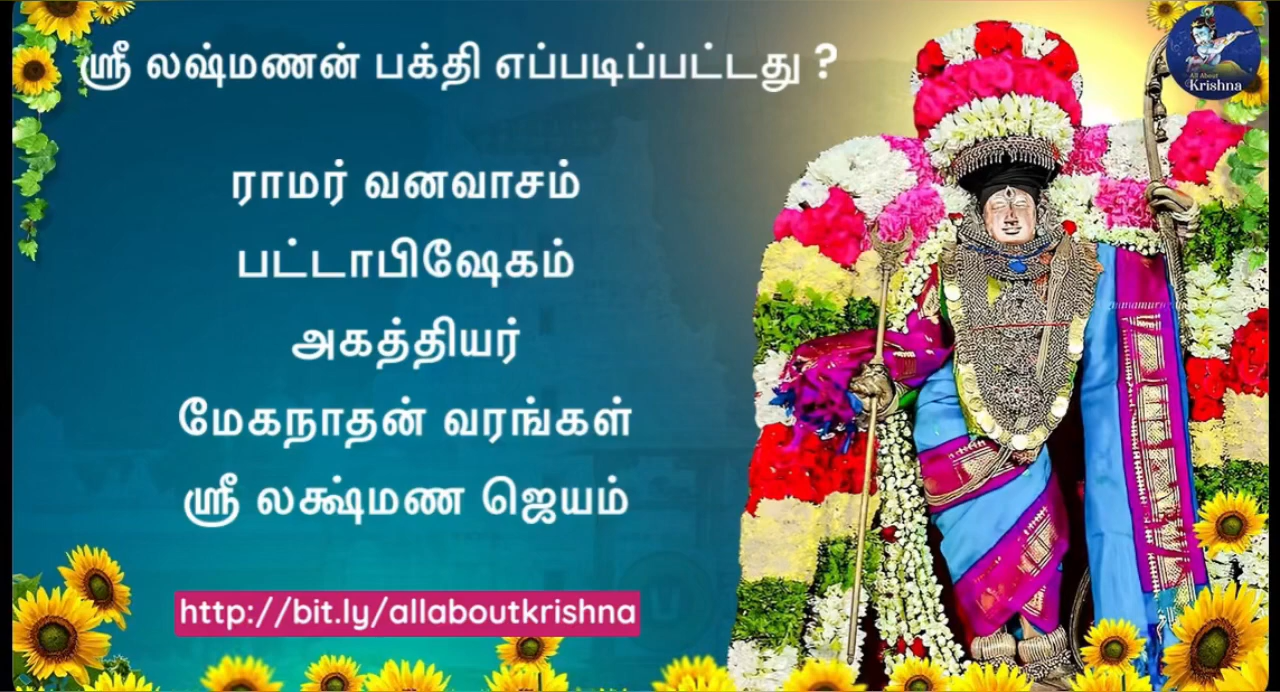 ஸ்ரீ லஷ்மணன் பக்தி எப்படிப்பட்டது ?
All About
Krishna
ராமர் வனவாசம்
பட்டாபிஷேகம்
அகத்தியர்
மேகநாதன் வரங்கள்
ஸ்ரீ லக்ஷ்மண ஜெயம்
http://bit.ly/allaboutkrishna